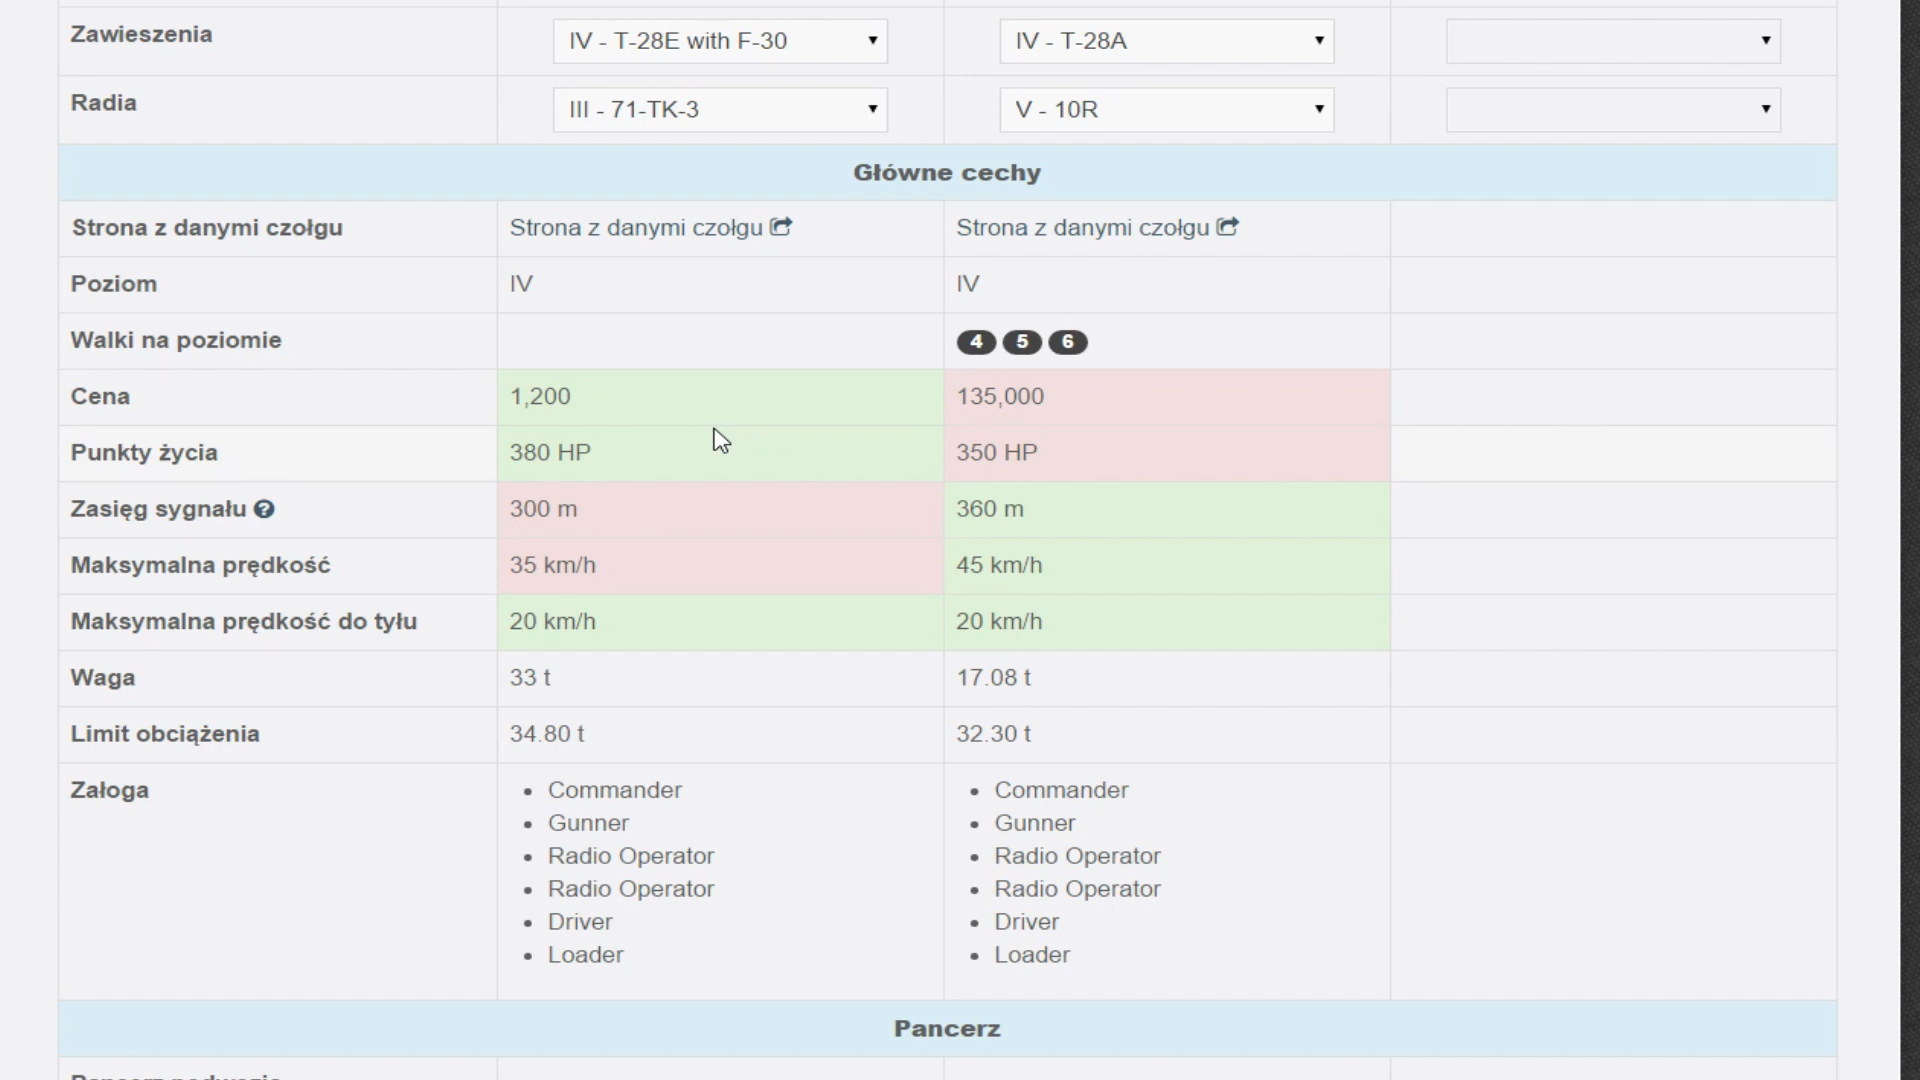 Zawieszenia IV - T-28E with F-30 IV - T-28A
Radia III - 71-TK-3 V - 10R
Główne cechy
Strona z danymi czołgu Strona z danymi czołgu Strona z danymi czołgu
Poziom IV IV
Walki na poziomie 4 5 6
Cena 1,200 135,000
Punkty życia 380 HP 350 HP
Zasięg sygnału ? 300 m 360 m
Maksymalna prędkość 35 km/h 45 km/h
Maksymalna prędkość do tyłu 20 km/h 20 km/h
Waga 33 t 17.08 t
Limit obciążenia 34.80 t 32.30 t
Załoga Commander Commander
Gunner Gunner
Radio Operator Radio Operator
Radio Operator Radio Operator
Driver Driver
Loader Loader
Pancerz